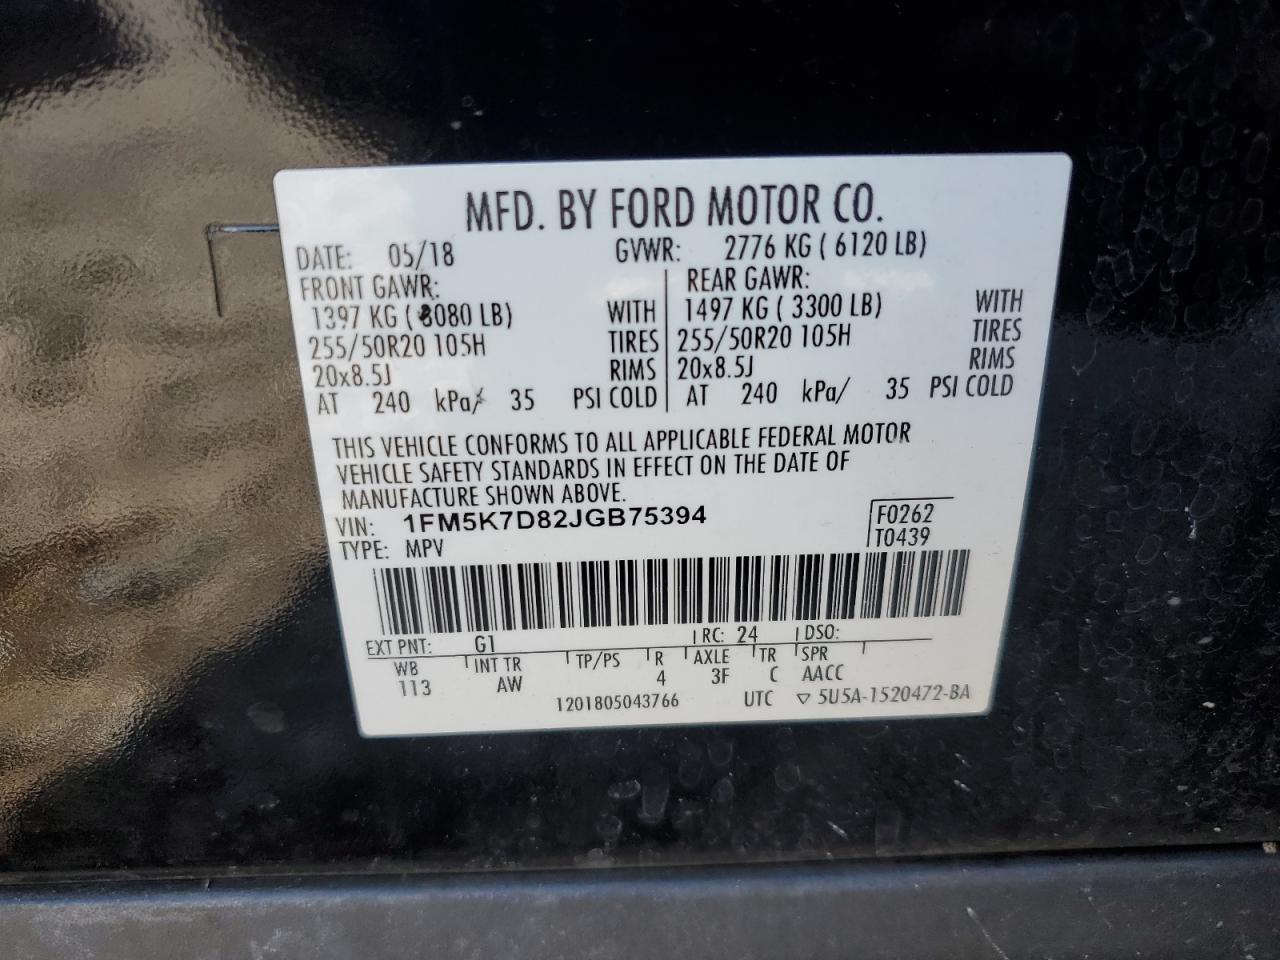 MFD. BY FORD MOTOR CO.
DATE: 05/18 GVWR: 2776 KG ( 6120 LB)
FRONT GAWR: REAR GAWR:
1397 KG ( 3080 LB) WITH 1497 KG ( 3300 LB) WITH
255/50R20 105H TIRES 255/50R20 105H TIRES
20x8.5J RIMS 20x8.5J RIMS
AT 240 kPa/ 35 PSI COLD AT 240 kPa/ 35 PSI COLD
THIS VEHICLE CONFORMS TO ALL APPLICABLE FEDERAL MOTOR
VEHICLE SAFETY STANDARDS IN EFFECT ON THE DATE OF
MANUFACTURE SHOWN ABOVE.
VIN: 1FM5K7D82JGB75394 F0262
TYPE: MPV T0439
EXT PNT: G1 RC: 24 DSO:
WB INT TR TP/PS R AXLE TR SPR
113 AW 4 3F C AACC
1201805043766 UTC ▽ 5U5A-1520472-BA